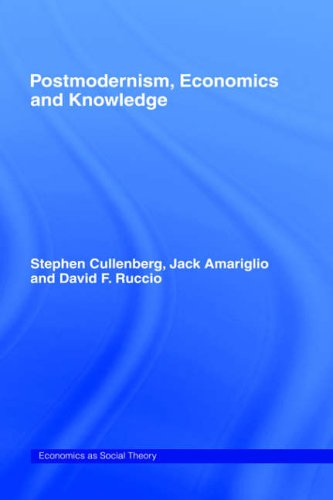 Postmodernism, Economics
and Knowledge
Stephen Cullenberg, Jack Amariglio
and David F. Ruccio
Economics as Social Theory